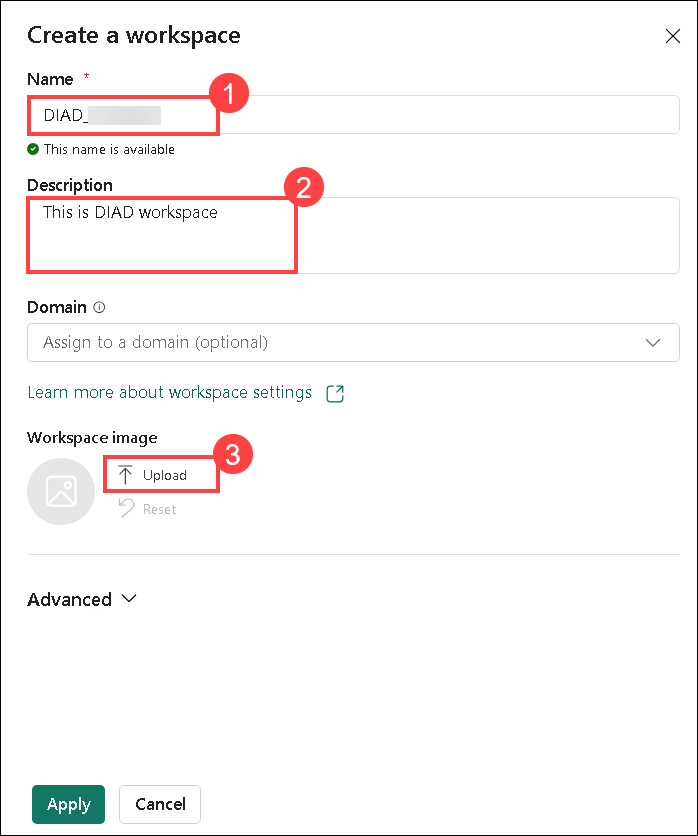 Create a workspace
Name *
1
DIAD_
This name is available
Description
2
This is DIAD workspace
Domain
Assign to a domain (optional)
Learn more about workspace settings
Workspace image
3
Upload
Reset
Advanced
Apply Cancel